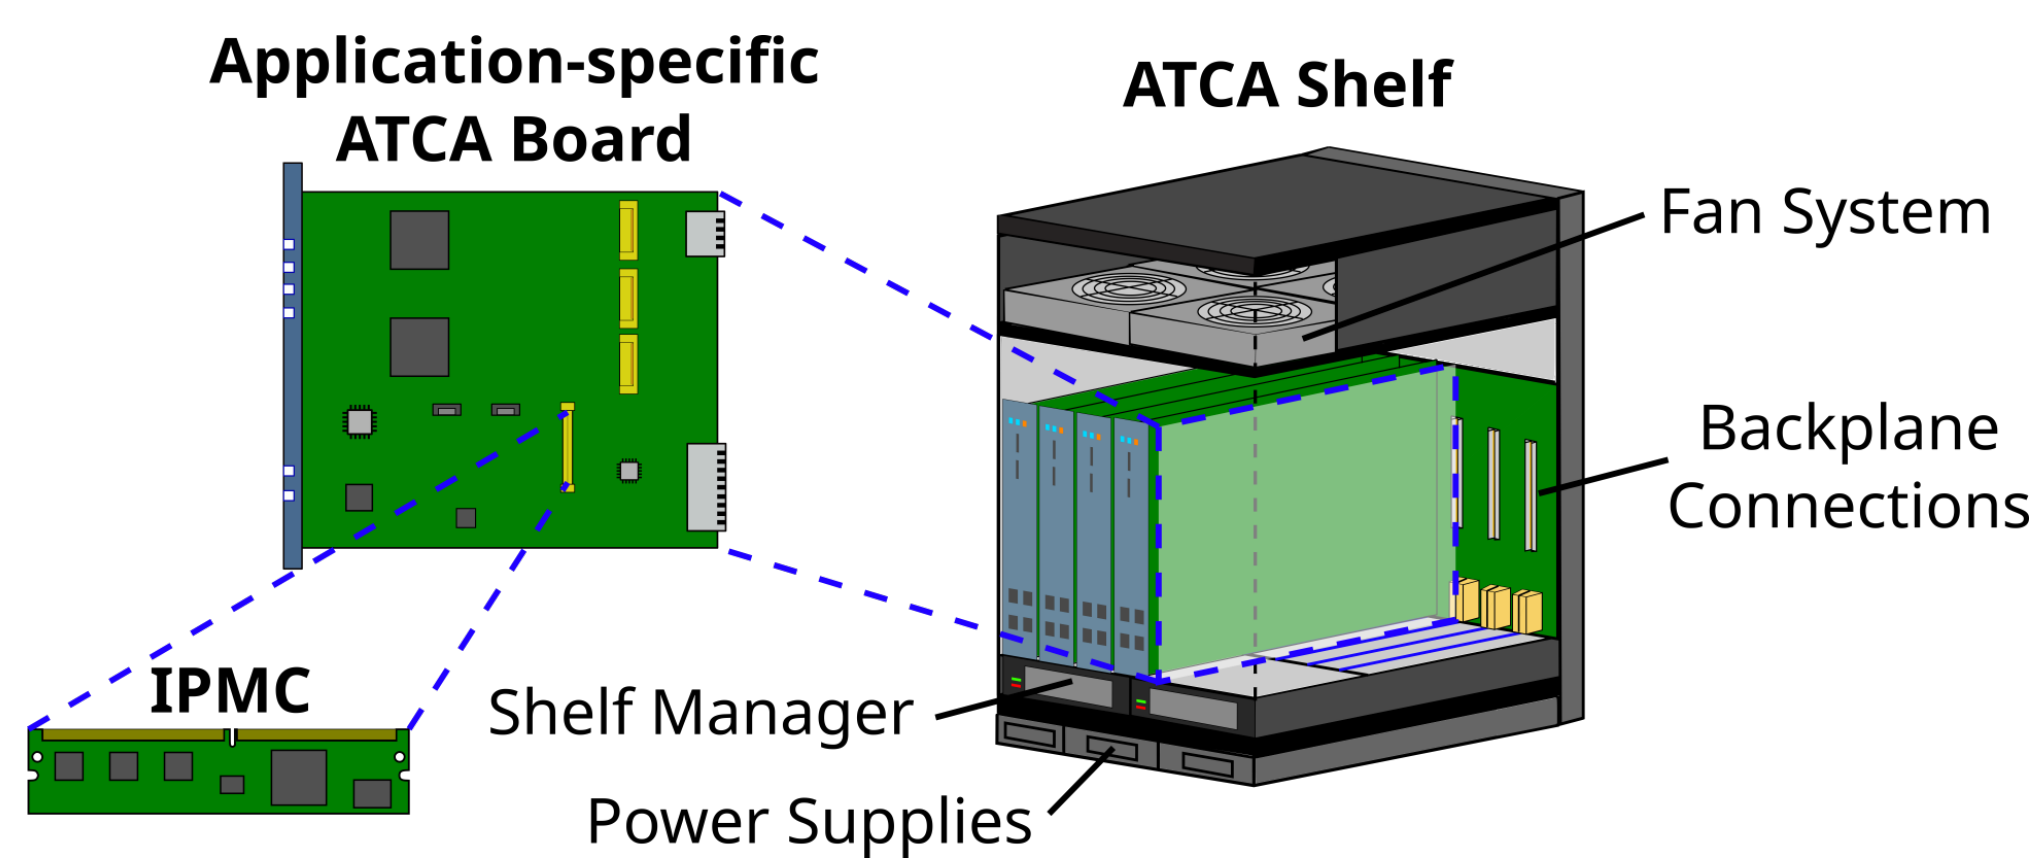 Application-specific
ATCA Board
ATCA Shelf
Fan System
Backplane
Connections
IPMC
Shelf Manager
Power Supplies